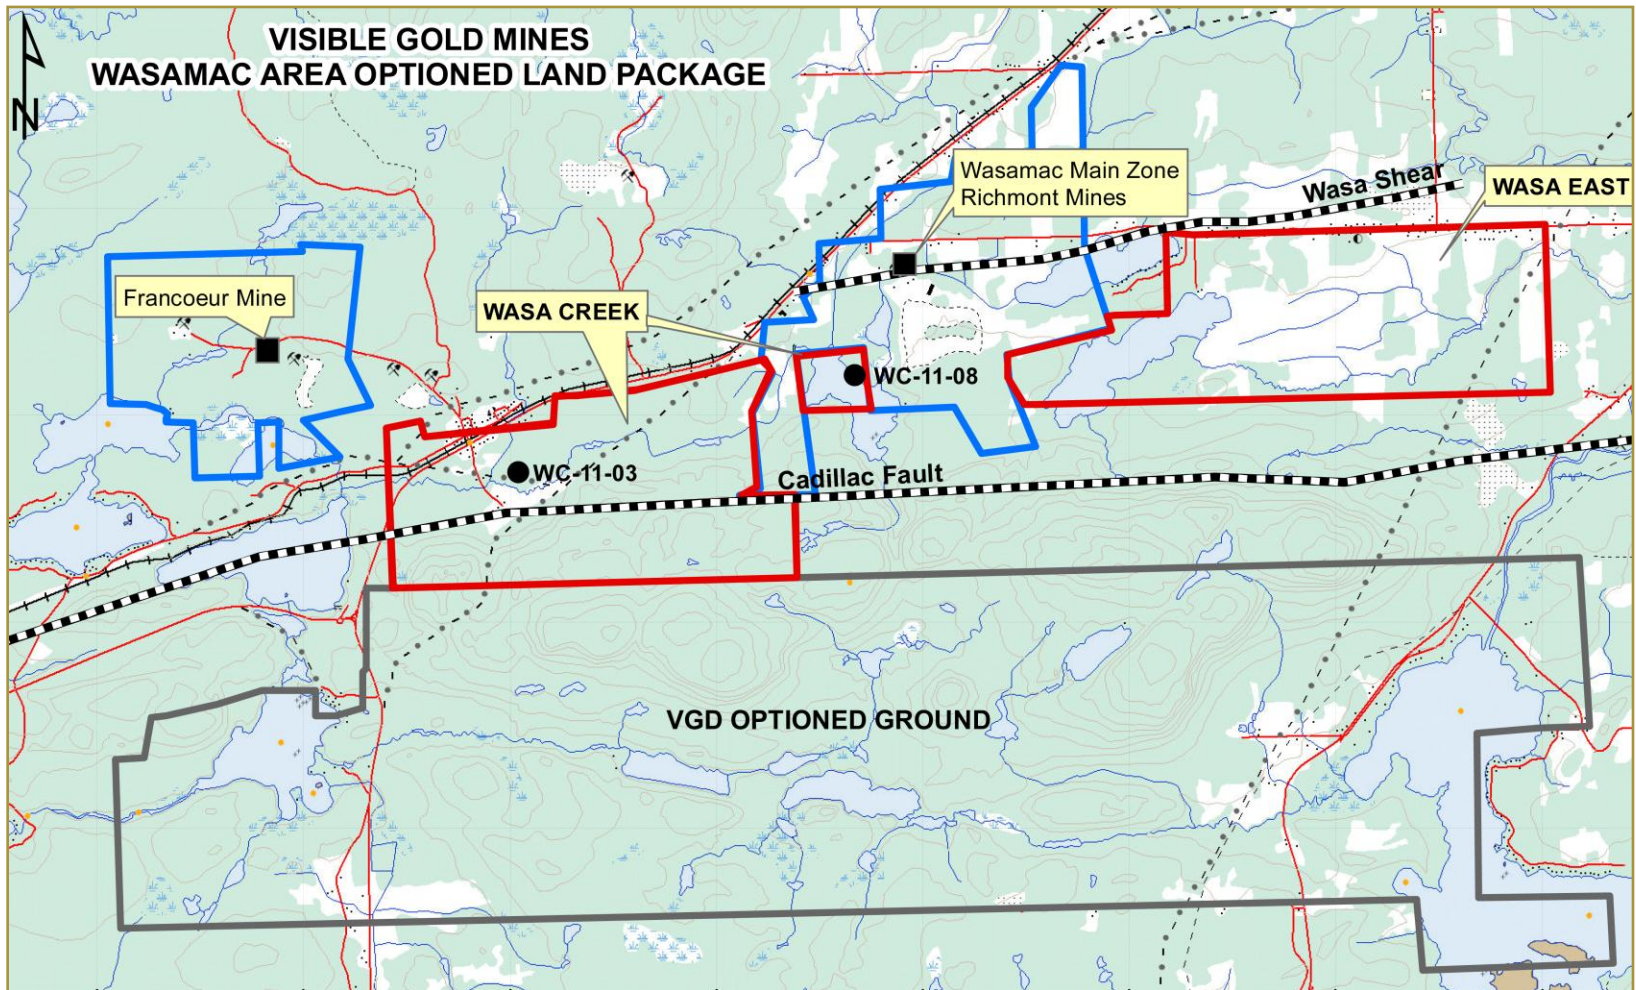 VISIBLE GOLD MINES
WASAMAC AREA OPTIONED LAND PACKAGE
N
Wasamac Main Zone
Richmont Mines
Wasa Shear
WASA EAST
Francoeur Mine
WASA CREEK
WC-11-08
WC-11-03
Cadillac Fault
VGD OPTIONED GROUND